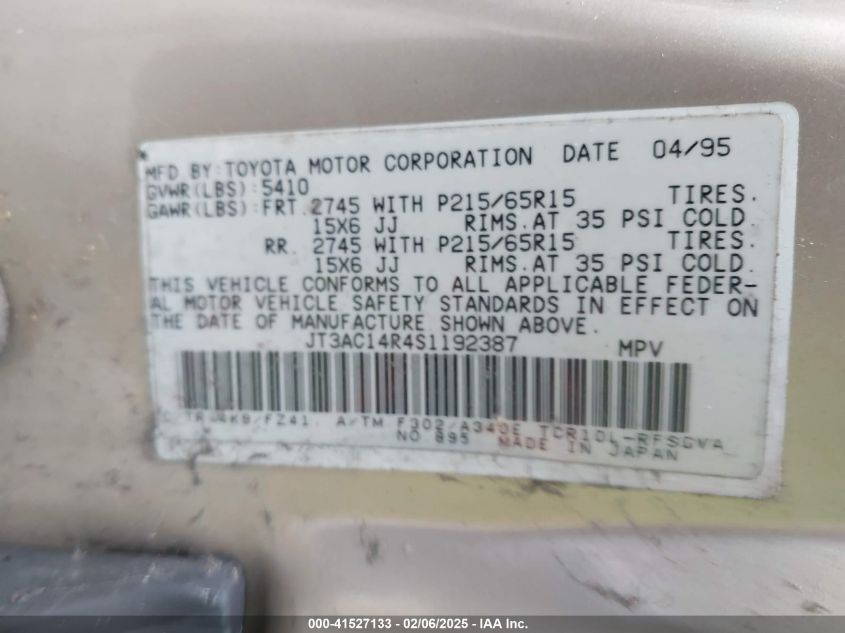 MFD BY: TOYOTA MOTOR CORPORATION DATE 04/95
GVWR(LBS): 5410
GAWR(LBS): FRT. 2745 WITH P215/65R15 TIRES.
15X6 JJ RIMS. AT 35 PSI COLD.
RR. 2745 WITH P215/65R15 TIRES.
15X6 JJ RIMS. AT 35 PSI COLD.
THIS VEHICLE CONFORMS TO ALL APPLICABLE FEDER-
AL MOTOR VEHICLE SAFETY STANDARDS IN EFFECT ON
THE DATE OF MANUFACTURE SHOWN ABOVE.
JT3AC14R4S1192387 MPV
/FZ41. A/TM F302/A340E TCR10L-RFSGVA
NO 895 MADE IN JAPAN
000-41527133 - 02/06/2025 - IAA Inc.